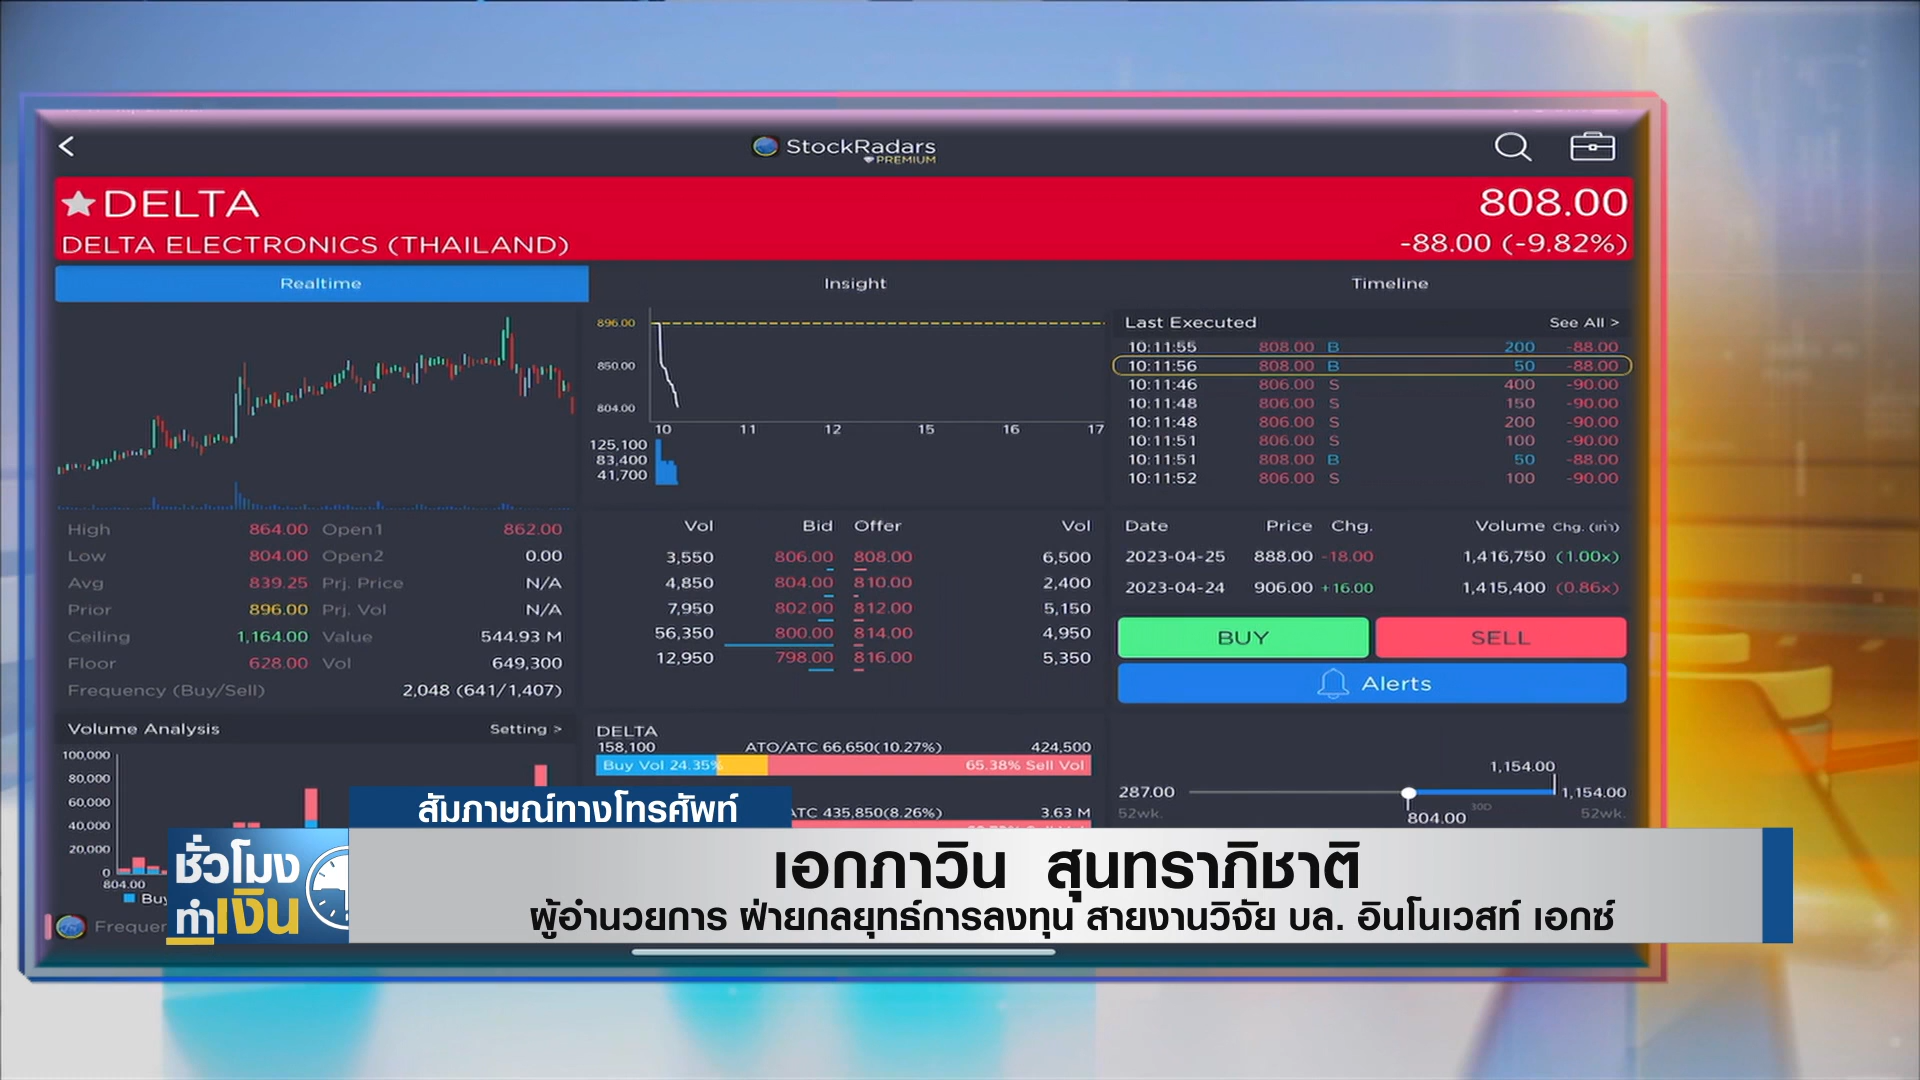 StockRadars
PREMIUM
DELTA
808.00
DELTA ELECTRONICS (THAILAND)
-88.00 (-9.82%)
Realtime
Insight
Timeline
896.00
850.00
804.00
10 11 12 15 16 17
125,100
83,400
41,700
Last Executed See All >
10:11:55 808.00 B 200 -88.00
10:11:56 808.00 B 50 -88.00
10:11:46 806.00 S 400 -90.00
10:11:48 806.00 S 150 -90.00
10:11:48 806.00 S 200 -90.00
10:11:51 806.00 S 100 -90.00
10:11:51 808.00 B 50 -88.00
10:11:52 806.00 S 100 -90.00
High 864.00 Open1 862.00
Low 804.00 Open2 0.00
Avg 839.25 Prj. Price N/A
Prior 896.00 Prj. Vol N/A
Ceiling 1,164.00 Value 544.93 M
Floor 628.00 Vol 649,300
Frequency (Buy/Sell) 2,048 (641/1,407)
Vol Bid Offer Vol
3,550 806.00 808.00 6,500
4,850 804.00 810.00 2,400
7,950 802.00 812.00 5,150
56,350 800.00 814.00 4,950
12,950 798.00 816.00 5,350
Date Price Chg. Volume Chg. (เท่า)
2023-04-25 888.00 -18.00 1,416,750 (1.00x)
2023-04-24 906.00 +16.00 1,415,400 (0.86x)
BUY SELL
Alerts
Volume Analysis Setting >
100,000
80,000
60,000
40,000
20,000
0
804.00
DELTA
158,100 ATO/ATC 66,650(10.27%) 424,500
Buy Vol 24.35% 65.38% Sell Vol
ATC 435,850(8.26%) 3.63 M
1,154.00
287.00 1,154.00
52wk. 30D 52wk.
804.00
สัมภาษณ์ทางโทรศัพท์
ชั่วโมง
ทำเงิน
เอกภาวิน สุนทราภิชาติ
ผู้อำนวยการ ฝ่ายกลยุทธ์การลงทุน สายงานวิจัย บล. อินโนเวสท์ เอกซ์